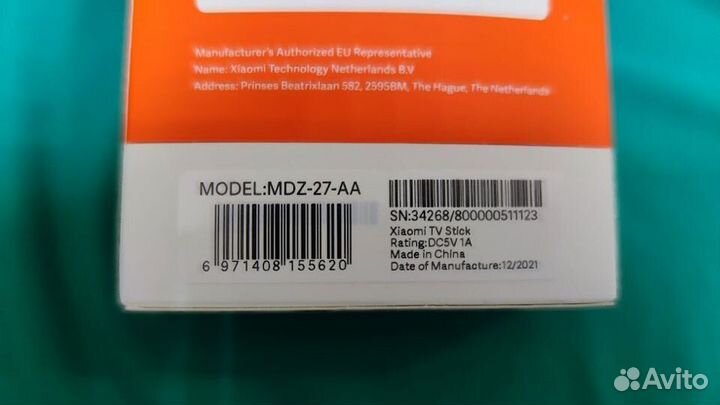 Manufacturer's Authorized EU Representative
Name: Xiaomi Technology Netherlands B.V
Address: Prinses Beatrixlaan 582, 2595BM, The Hague, The Netherlands
MODEL:MDZ-27-AA
6 971408 155620
SN:34268/800000511123
Xiaomi TV Stick
Rating:DC5V 1A
Made in China
Date of Manufacture:12/2021
Avito